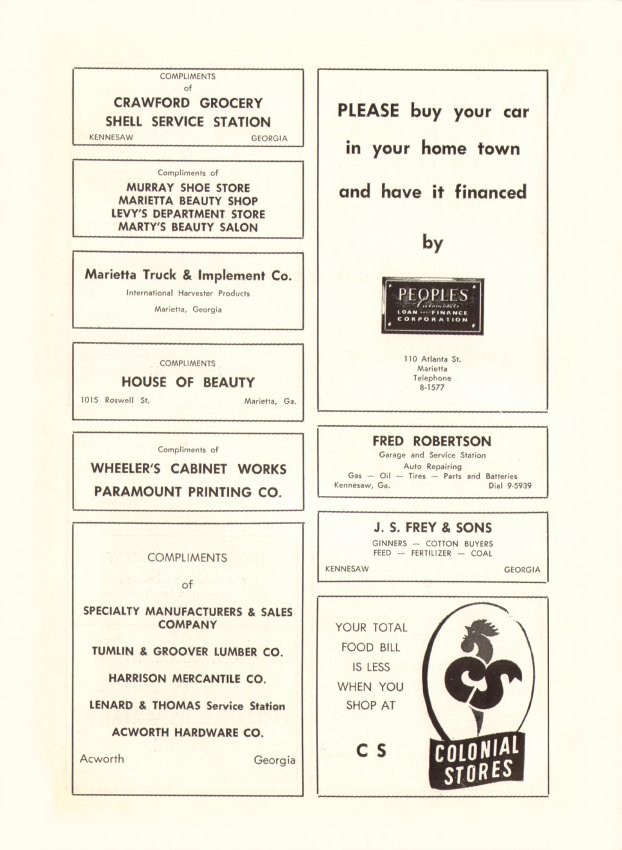 COMPLIMENTS
of
CRAWFORD GROCERY
SHELL SERVICE STATION
KENNESAW GEORGIA
Compliments of
MURRAY SHOE STORE
MARIETTA BEAUTY SHOP
LEVY'S DEPARTMENT STORE
MARTY'S BEAUTY SALON
Marietta Truck & Implement Co.
International Harvester Products
Marietta, Georgia
COMPLIMENTS
HOUSE OF BEAUTY
1015 Roswell St. Marietta, Ga.
Compliments of
WHEELER'S CABINET WORKS
PARAMOUNT PRINTING CO.
COMPLIMENTS
of
SPECIALTY MANUFACTURERS & SALES
COMPANY
TUMLIN & GROOVER LUMBER CO.
HARRISON MERCANTILE CO.
LENARD & THOMAS Service Station
ACWORTH HARDWARE CO.
Acworth Georgia
PLEASE buy your car
in your home town
and have it financed
by
PEOPLES
Automobile
LOAN and FINANCE
CORPORATION
110 Atlanta St.
Marietta
Telephone
8-1577
FRED ROBERTSON
Garage and Service Station
Auto Repairing
Gas — Oil — Tires — Parts and Batteries
Kennesaw, Ga. Dial 9-5939
J. S. FREY & SONS
GINNERS — COTTON BUYERS
FEED — FERTILIZER — COAL
KENNESAW GEORGIA
YOUR TOTAL
FOOD BILL
IS LESS
WHEN YOU
SHOP AT
C S
CS
COLONIAL
STORES